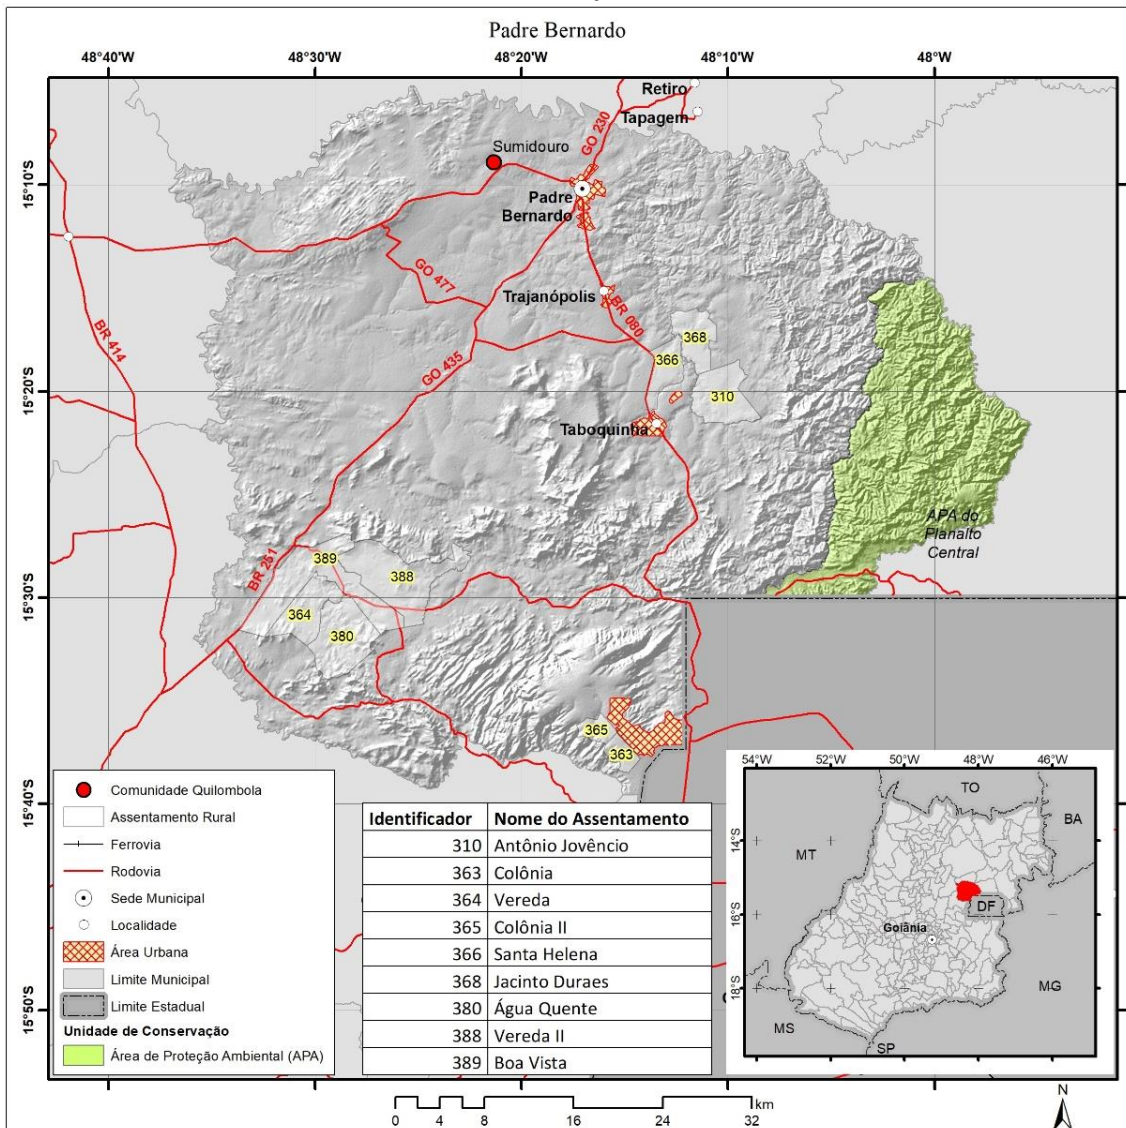 Padre Bernardo
48°40'W 48°30'W 48°20'W 48°10'W 48°W
Retiro
Tapagem
GO 230
Sumidouro
15°10'S
Padre
Bernardo
GO 477
Trajanópolis
BR 080
BR 414
368
366
GO 435
310
15°20'S
Taboquinha
APA do
Planalto
Central
389
388
BR 251
15°30'S
364
380
365
363
15°40'S
15°50'S
Comunidade Quilombola
Assentamento Rural
Ferrovia
Rodovia
Sede Municipal
Localidade
Área Urbana
Limite Municipal
Limite Estadual
Unidade de Conservação
Área de Proteção Ambiental (APA)
Identificador Nome do Assentamento
310 Antônio Jovêncio
363 Colônia
364 Vereda
365 Colônia II
366 Santa Helena
368 Jacinto Duraes
380 Água Quente
388 Vereda II
389 Boa Vista
54°W 52°W 50°W 48°W 46°W
TO
BA
14°S
MT
DF
16°S
Goiânia
18°S
MG
MS
SP
0 4 8 16 24 32 km
N